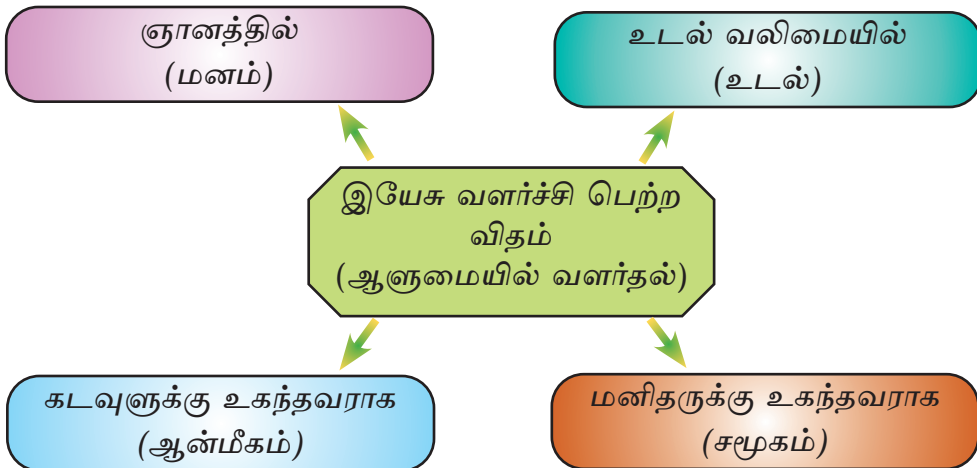 ஞானத்தில்
(மனம்)
உடல் வலிமையில்
(உடல்)
இயேசு வளர்ச்சி பெற்ற
விதம்
(ஆளுமையில் வளர்தல்)
கடவுளுக்கு உகந்தவராக
(ஆன்மீகம்)
மனிதருக்கு உகந்தவராக
(சமூகம்)